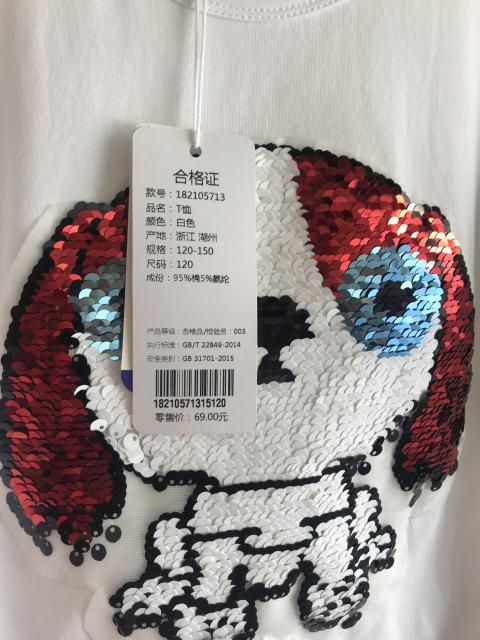 合格证
款号：182105713
品名：T恤
颜色：白色
产地：浙江 湖州
规格：120-150
尺码：120
成份：95%棉5%氨纶
产品等级：合格品/检验员：003
执行标准：GB/T 22849-2014
安全类别：GB 31701-2015
18210571315120
零售价：69.00元